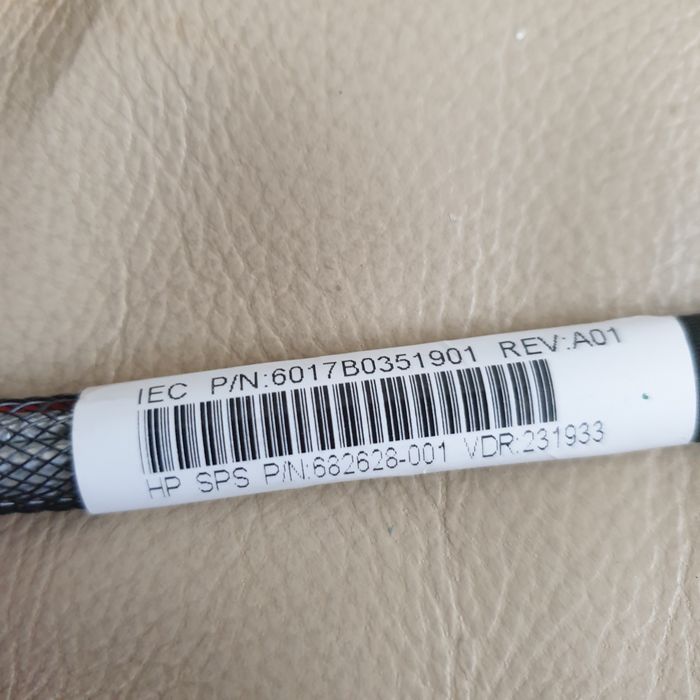 IEC P/N:6017B0351901 REV:A01
HP SPS P/N:682628-001 VDR:231933